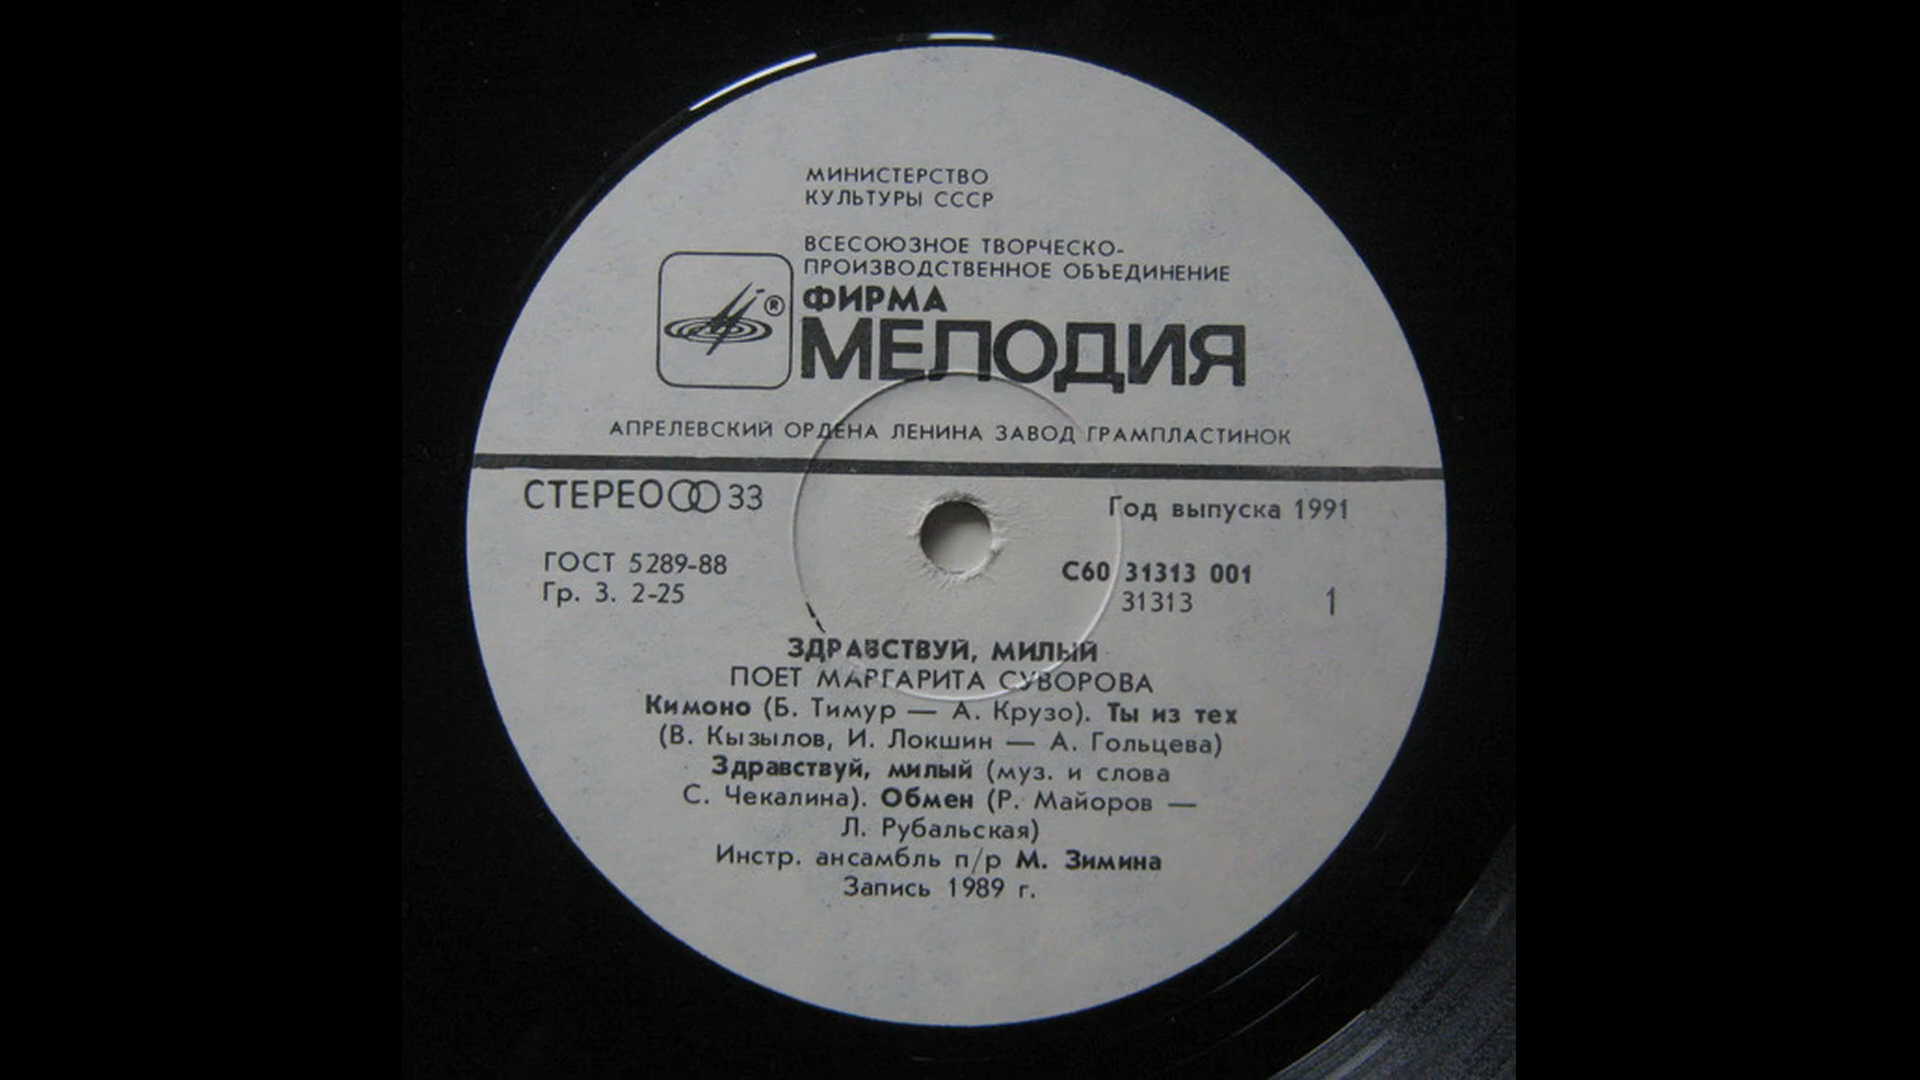 МИНИСТЕРСТВО
КУЛЬТУРЫ СССР
ВСЕСОЮЗНОЕ ТВОРЧЕСКО-
ПРОИЗВОДСТВЕННОЕ ОБЪЕДИНЕНИЕ
ФИРМА
®
МЕЛОДИЯ
АПРЕЛЕВСКИЙ ОРДЕНА ЛЕНИНА ЗАВОД ГРАМПЛАСТИНОК
СТЕРЕО 33
Год выпуска 1991
ГОСТ 5289-88
Гр. 3. 2-25
С60 31313 001
31313
1
ЗДРАВСТВУЙ, МИЛЫЙ
ПОЕТ МАРГАРИТА СУВОРОВА
Кимоно (Б. Тимур — А. Крузо). Ты из тех
(В. Кызылов, И. Локшин — А. Гольцева)
Здравствуй, милый (муз. и слова
С. Чекалина). Обмен (Р. Майоров —
Л. Рубальская)
Инстр. ансамбль п/р М. Зимина
Запись 1989 г.